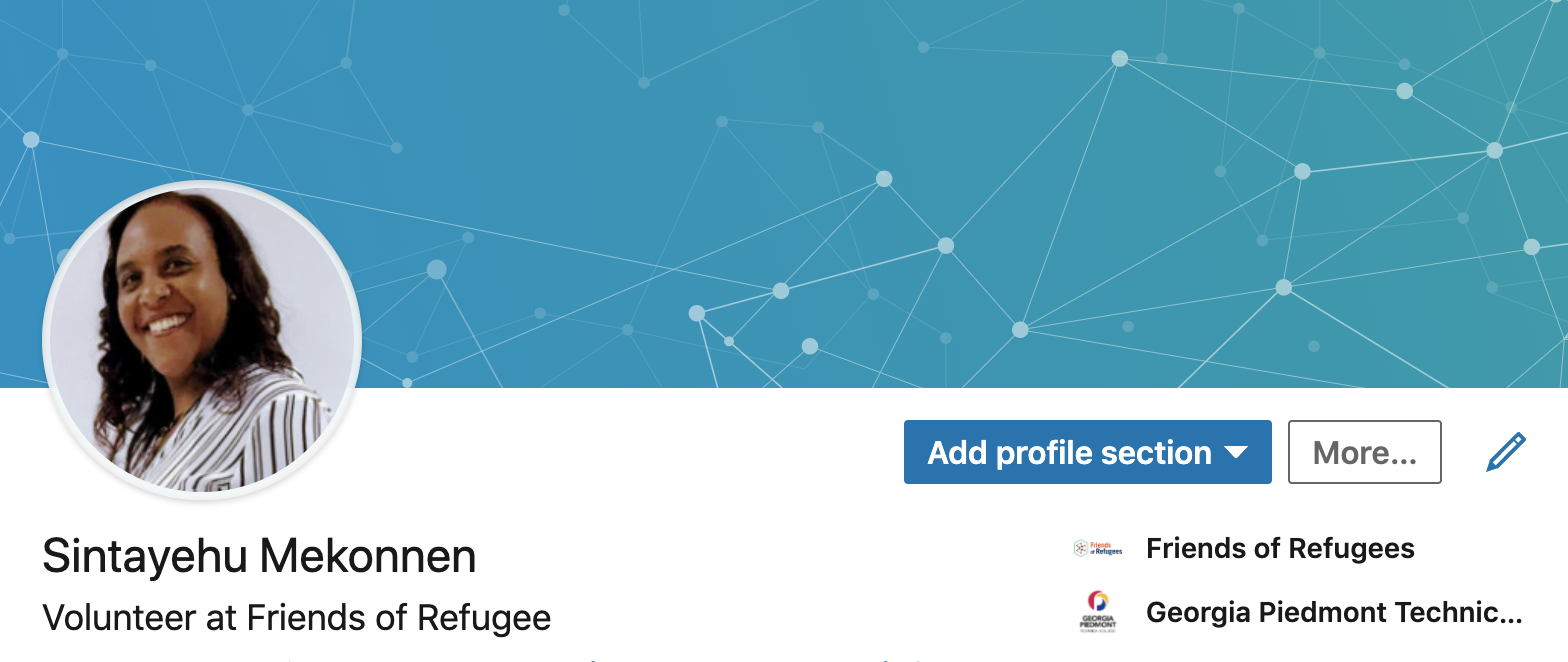 Add profile section
More...
Sintayehu Mekonnen
Volunteer at Friends of Refugee
Friends
of Refugees
Friends of Refugees
GEORGIA
PIEDMONT
TECHNICAL COLLEGE
Georgia Piedmont Technic...